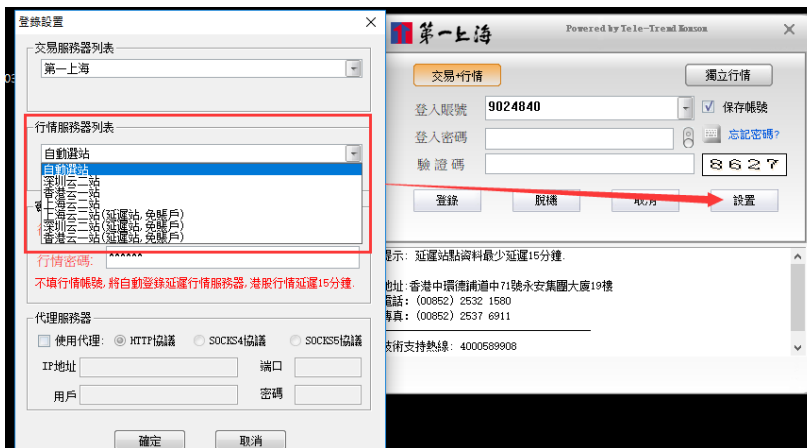 登錄設置
交易服務器列表
第一上海
行情服務器列表
自動選站
自動選站
深圳云二站
香港云一站
上海云二站
上海云二站(延遲站,免賬戶)
深圳云二站(延遲站,免賬戶)
香港云一站(延遲站,免賬戶)
行情密碼:
******
不填行情帳號,將自動登錄延遲行情服務器,港股行情延遲15分鐘.
代理服務器
使用代理: HTTP協議 SOCKS4協議 SOCKS5協議
IP地址 端口
用戶 密碼
確定 取消
第一上海
Powered by Tele-Trend Konson
交易+行情 獨立行情
登入賬號 9024840 保存帳號
登入密碼 忘記密碼?
驗證碼 8627
登錄 脫機 取消 設置
提示: 延遲站點資料最少延遲15分鐘.
地址:香港中環德輔道中71號永安集團大廈19樓
電話: (00852) 2532 1580
傳真: (00852) 2537 6911
技術支持熱線: 4000589908